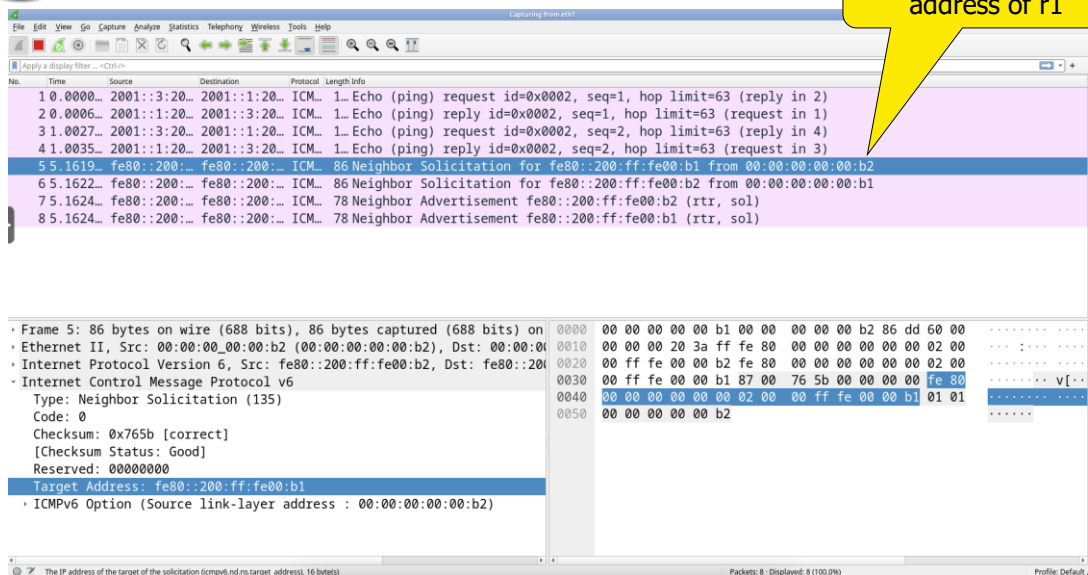 address of r1
Capturing from eth1
File Edit View Go Capture Analyze Statistics Telephony Wireless Tools Help
Apply a display filter ... <Ctrl-/>
No. Time Source Destination Protocol Length Info
1 0.0000… 2001::3:20… 2001::1:20… ICM… 1… Echo (ping) request id=0x0002, seq=1, hop limit=63 (reply in 2)
2 0.0006… 2001::1:20… 2001::3:20… ICM… 1… Echo (ping) reply id=0x0002, seq=1, hop limit=63 (request in 1)
3 1.0027… 2001::3:20… 2001::1:20… ICM… 1… Echo (ping) request id=0x0002, seq=2, hop limit=63 (reply in 4)
4 1.0035… 2001::1:20… 2001::3:20… ICM… 1… Echo (ping) reply id=0x0002, seq=2, hop limit=63 (request in 3)
5 5.1619… fe80::200:… fe80::200:… ICM… 86 Neighbor Solicitation for fe80::200:ff:fe00:b1 from 00:00:00:00:00:b2
6 5.1622… fe80::200:… fe80::200:… ICM… 86 Neighbor Solicitation for fe80::200:ff:fe00:b2 from 00:00:00:00:00:b1
7 5.1624… fe80::200:… fe80::200:… ICM… 78 Neighbor Advertisement fe80::200:ff:fe00:b2 (rtr, sol)
8 5.1624… fe80::200:… fe80::200:… ICM… 78 Neighbor Advertisement fe80::200:ff:fe00:b1 (rtr, sol)
Frame 5: 86 bytes on wire (688 bits), 86 bytes captured (688 bits) on
Ethernet II, Src: 00:00:00_00:00:b2 (00:00:00:00:00:b2), Dst: 00:00:00
Internet Protocol Version 6, Src: fe80::200:ff:fe00:b2, Dst: fe80::200
Internet Control Message Protocol v6
Type: Neighbor Solicitation (135)
Code: 0
Checksum: 0x765b [correct]
[Checksum Status: Good]
Reserved: 00000000
Target Address: fe80::200:ff:fe00:b1
ICMPv6 Option (Source link-layer address : 00:00:00:00:00:b2)
0000 00 00 00 00 00 b1 00 00 00 00 00 b2 86 dd 60 00 ········ ····
0010 00 00 00 20 3a ff fe 80 00 00 00 00 00 00 02 00 ··· :··· ····
0020 00 ff fe 00 00 b2 fe 80 00 00 00 00 00 00 02 00 ········ ····
0030 00 ff fe 00 00 b1 87 00 76 5b 00 00 00 00 fe 80 ········ v[··
0040 00 00 00 00 00 00 02 00 00 ff fe 00 00 b1 01 01 ········ ····
0050 00 00 00 00 00 b2 ······
The IP address of the target of the solicitation (icmpv6.nd.ns.target_address), 16 byte(s)
Packets: 8 · Displayed: 8 (100.0%)
Profile: Default